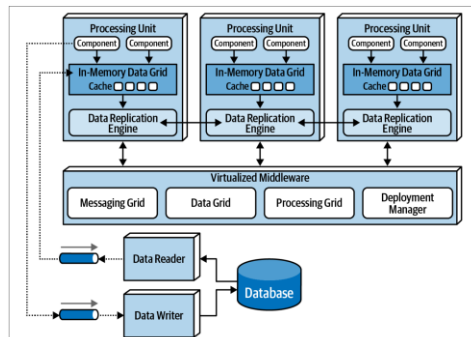 Processing Unit
Component Component
In-Memory Data Grid
Cache
Data Replication
Engine
Processing Unit
Component Component
In-Memory Data Grid
Cache
Data Replication
Engine
Processing Unit
Component Component
In-Memory Data Grid
Cache
Data Replication
Engine
Virtualized Middleware
Messaging Grid
Data Grid
Processing Grid
Deployment
Manager
Data Reader
Data Writer
Database